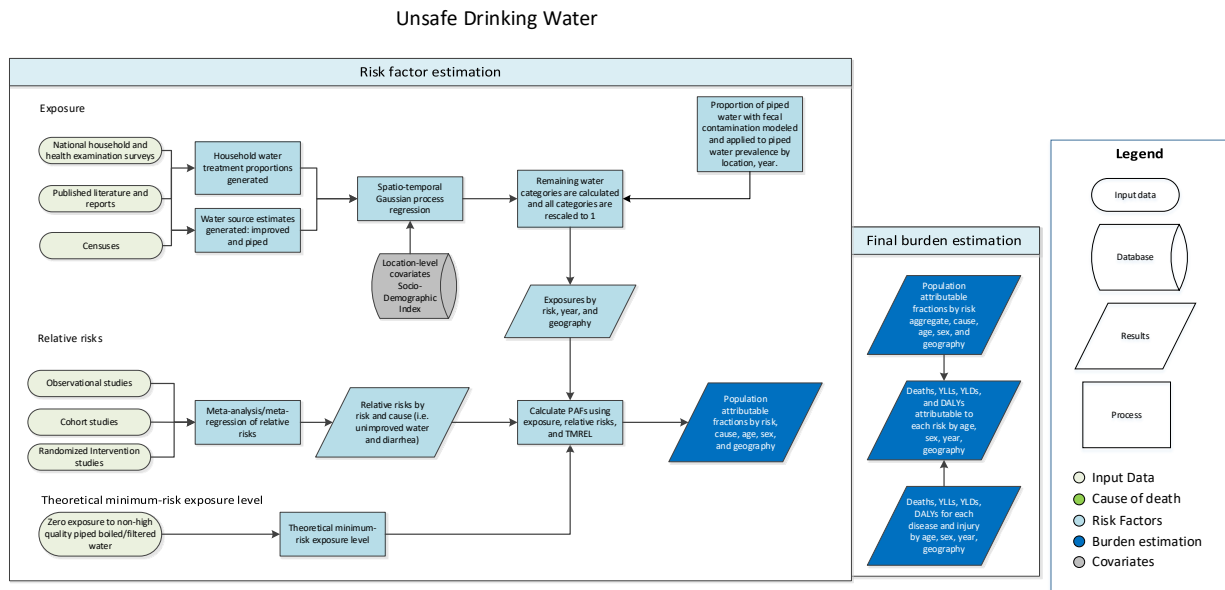 Unsafe Drinking Water
Risk factor estimation
Exposure
National household and
health examination surveys
Published literature and
reports
Censuses
Household water
treatment proportions
generated
Water source estimates
generated: improved
and piped
Spatio-temporal
Gaussian process
regression
Location-level
covariates
Socio-
Demographic
Index
Remaining water
categories are calculated
and all categories are
rescaled to 1
Proportion of piped
water with fecal
contamination modeled
and applied to piped
water prevalence by
location, year.
Exposures by
risk, year, and
geography
Relative risks
Observational studies
Cohort studies
Randomized Intervention
studies
Meta-analysis/meta-
regression of relative
risks
Relative risks by
risk and cause (i.e.
unimproved water
and diarrhea)
Calculate PAFs using
exposure, relative risks,
and TMREL
Population
attributable
fractions by risk,
cause, age, sex,
and geography
Theoretical minimum-risk exposure level
Zero exposure to non-high
quality piped boiled/filtered
water
Theoretical minimum-
risk exposure level
Final burden estimation
Population
attributable
fractions by risk
aggregate, cause,
age, sex, and
geography
Deaths, YLLs, YLDs,
and DALYs
attributable to
each risk by age,
sex, year,
geography
Deaths, YLLs, YLDs,
DALYs for each
disease and injury
by age, sex, year,
geography
Legend
Input data
Database
Results
Process
Input Data
Cause of death
Risk Factors
Burden estimation
Covariates